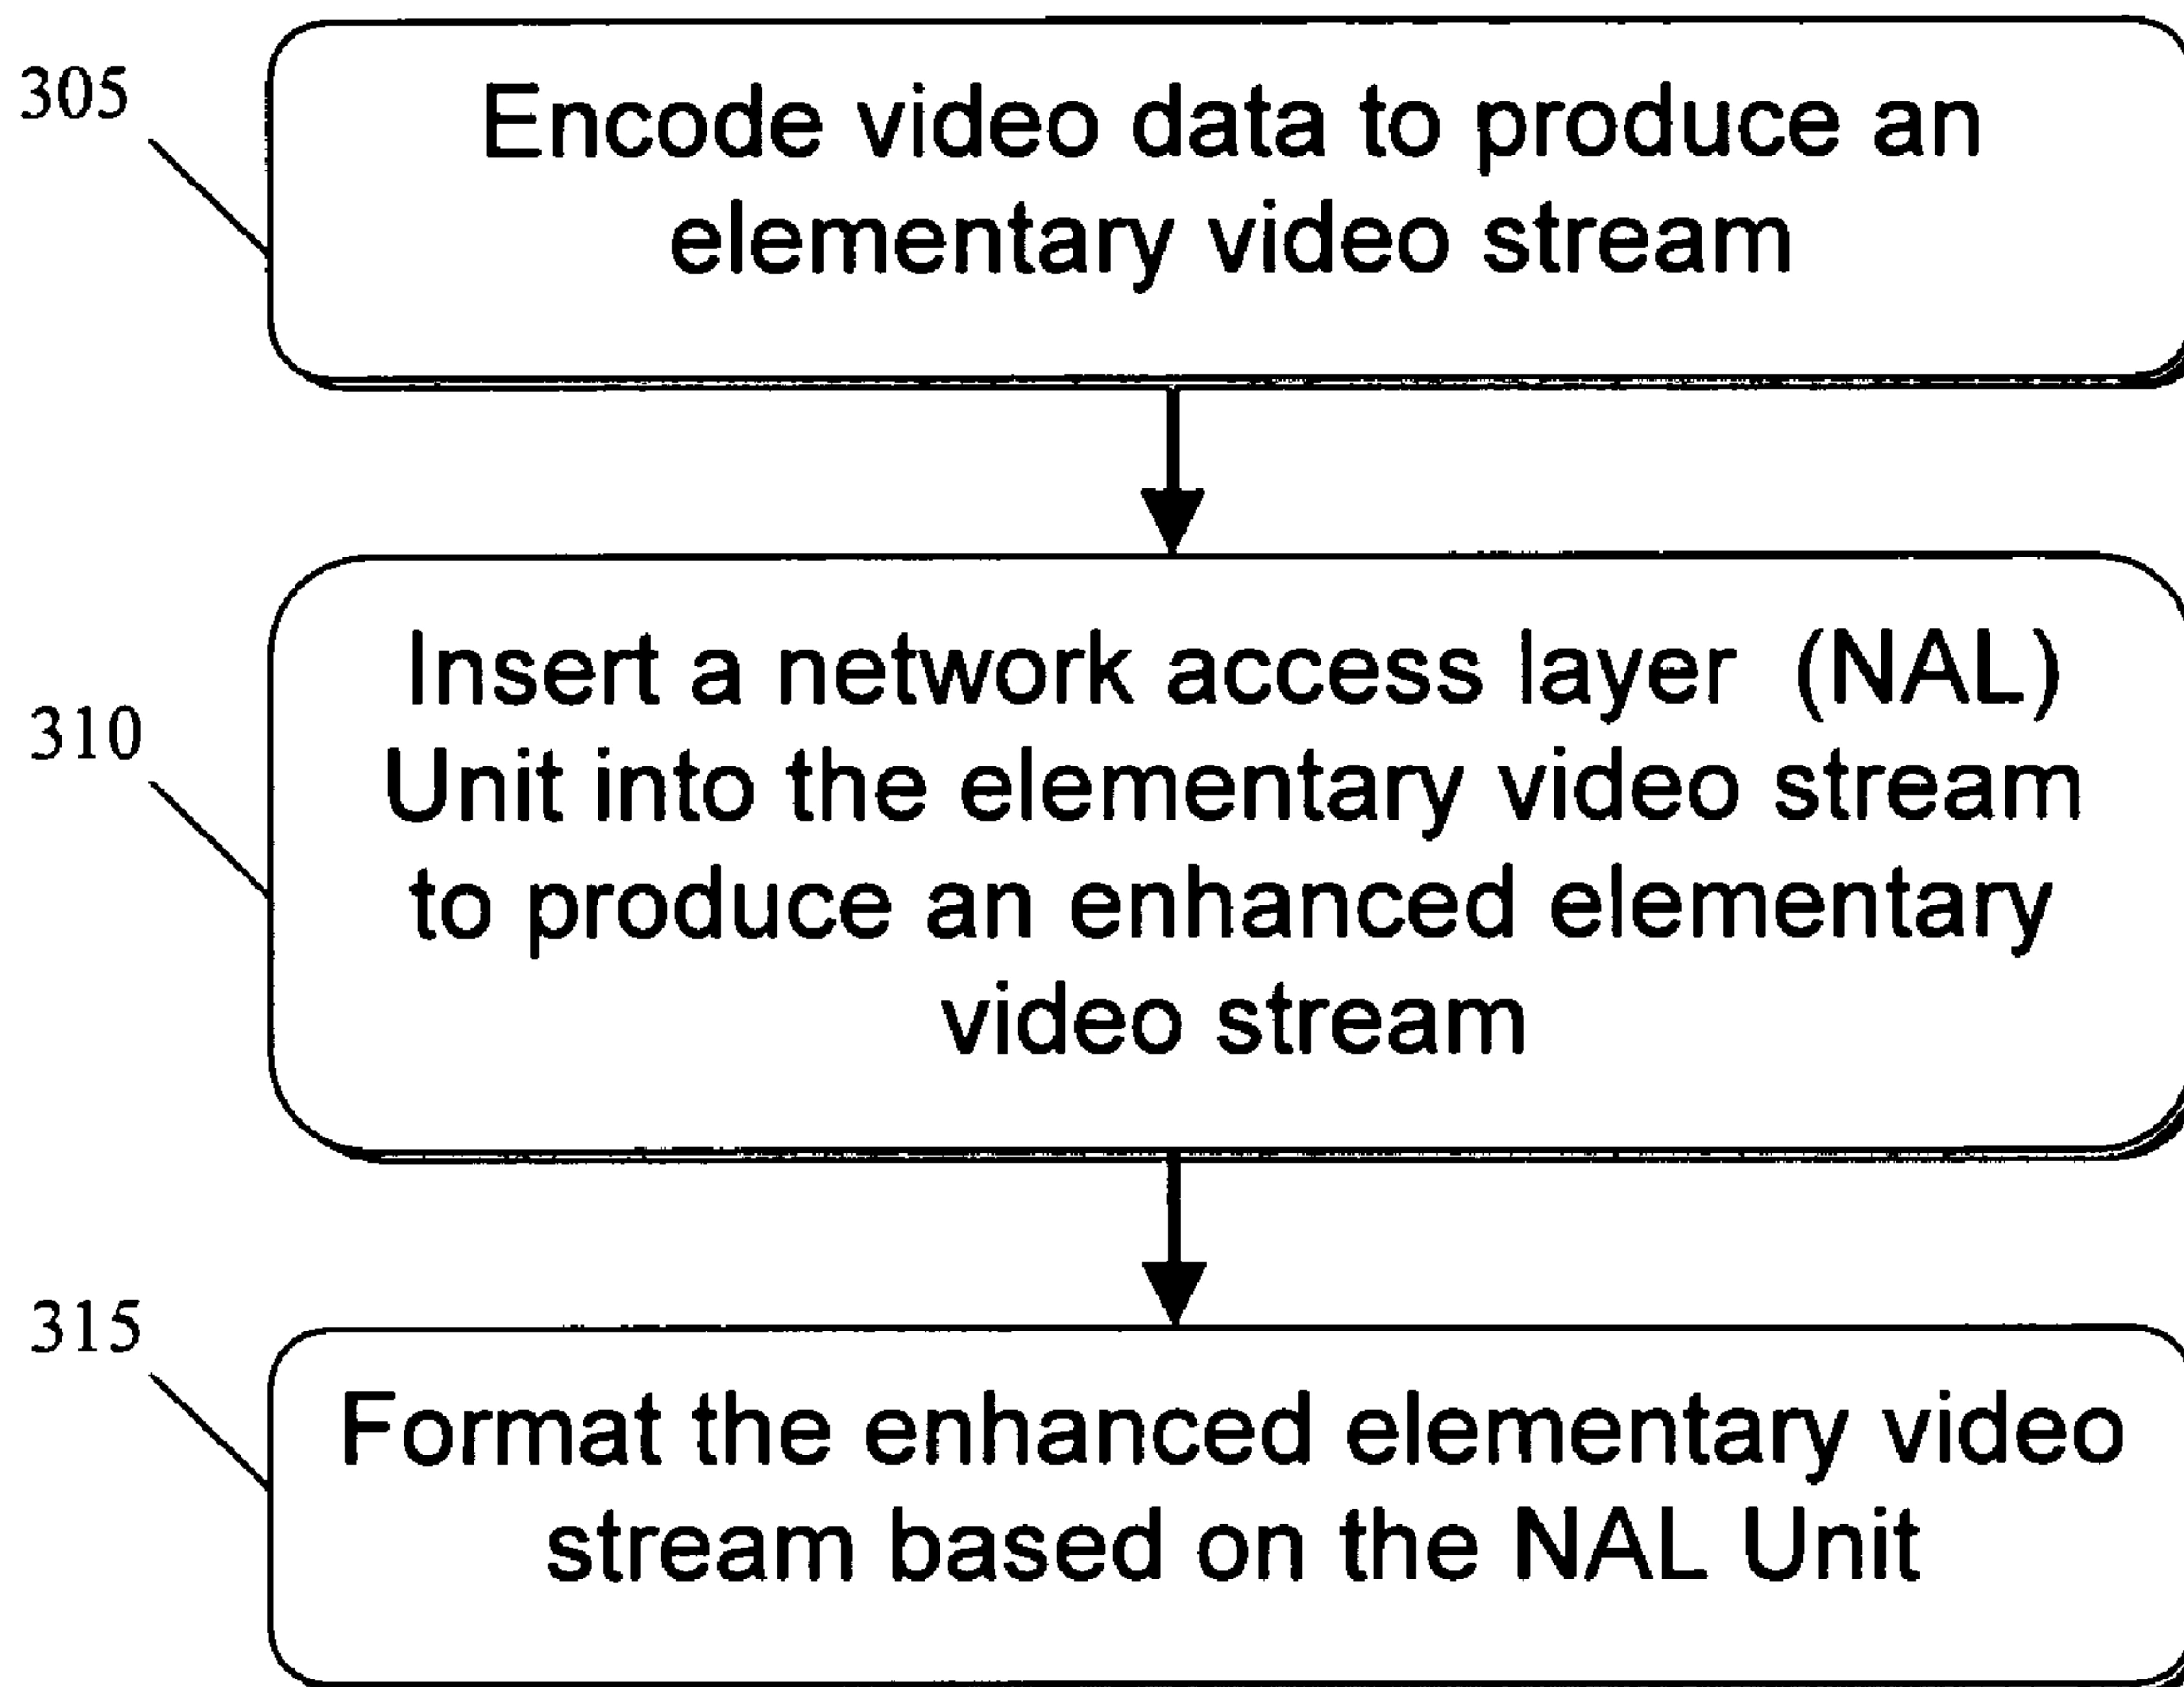 305
Encode video data to produce an
elementary video stream
310
Insert a network access layer (NAL)
Unit into the elementary video stream
to produce an enhanced elementary
video stream
315
Format the enhanced elementary video
stream based on the NAL Unit